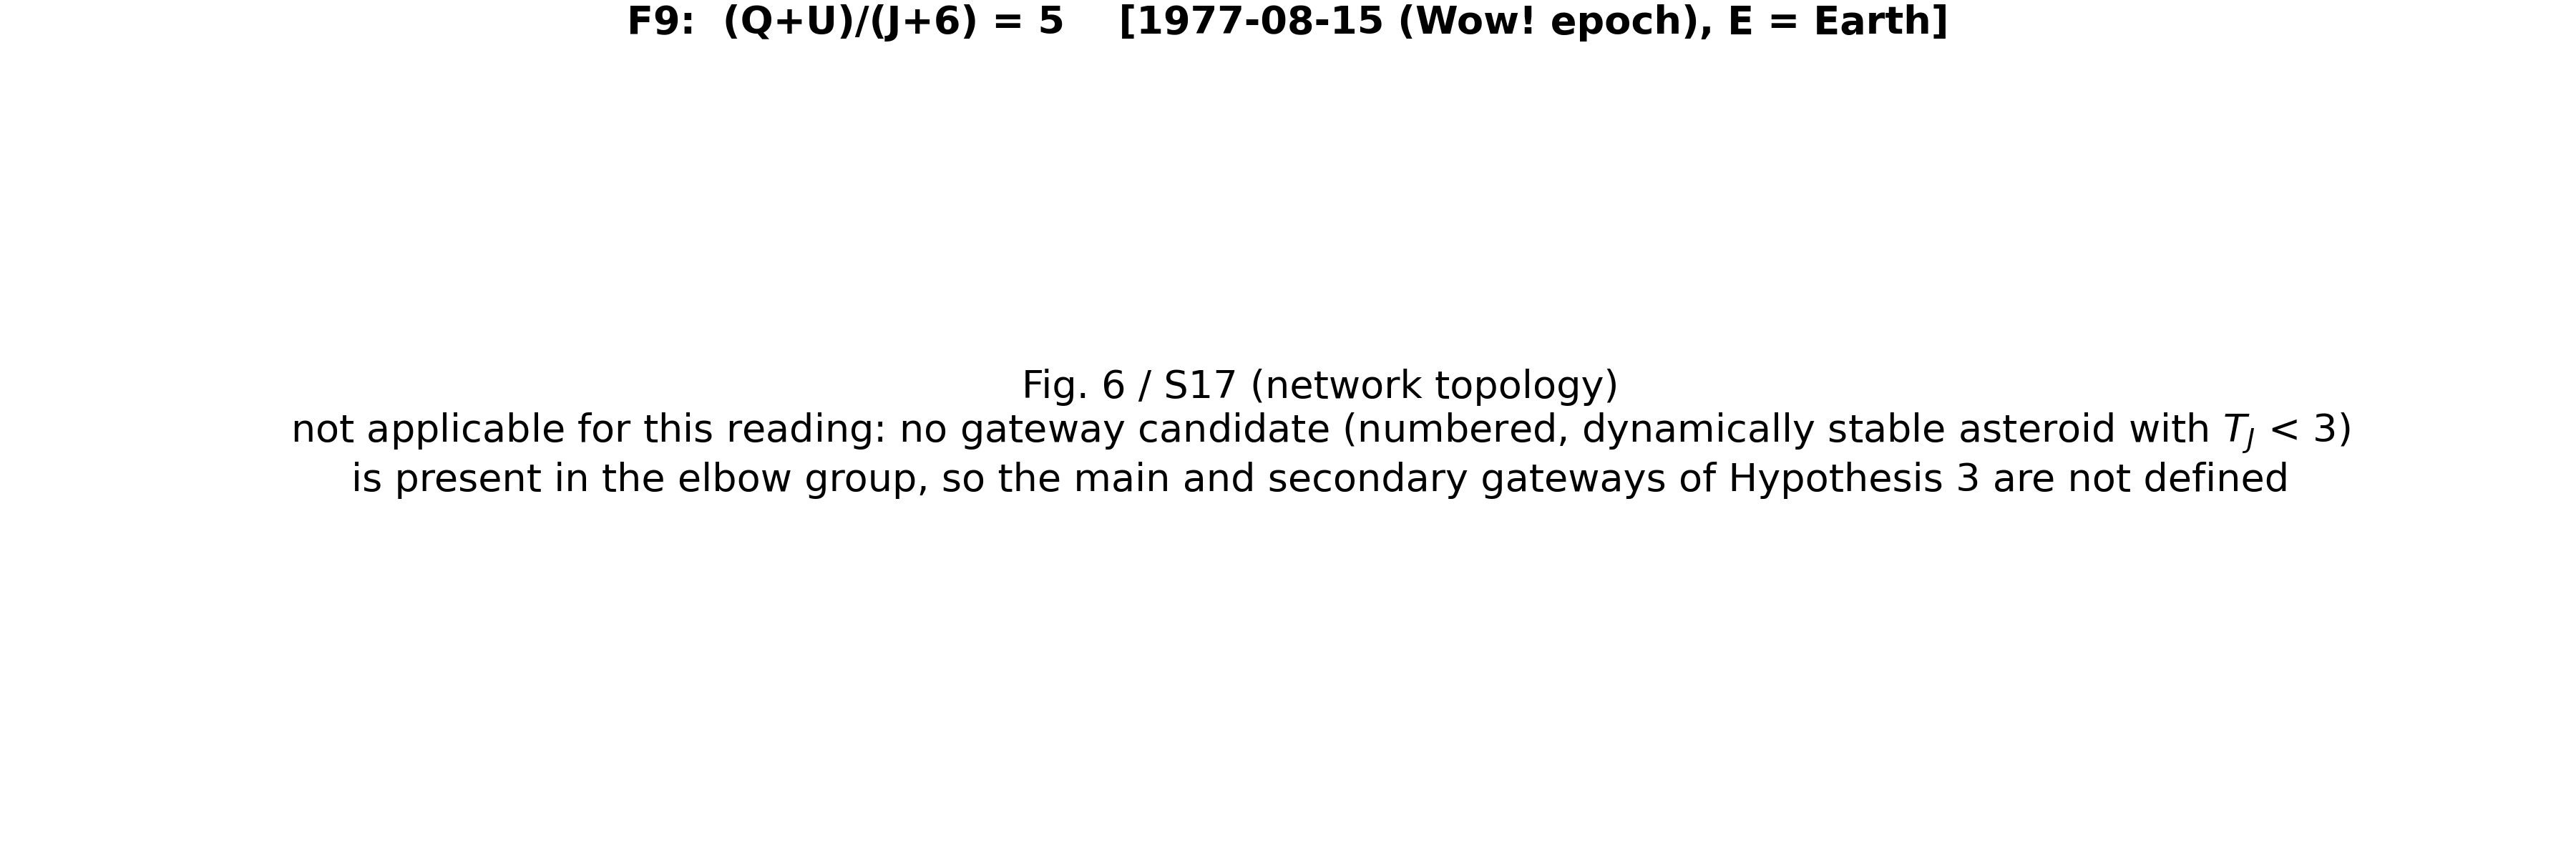 F9:  (Q+U)/(J+6) = 5    [1977-08-15 (Wow! epoch), E = Earth]
Fig. 6 / S17 (network topology)
not applicable for this reading: no gateway candidate (numbered, dynamically stable asteroid with T_J < 3)
is present in the elbow group, so the main and secondary gateways of Hypothesis 3 are not defined